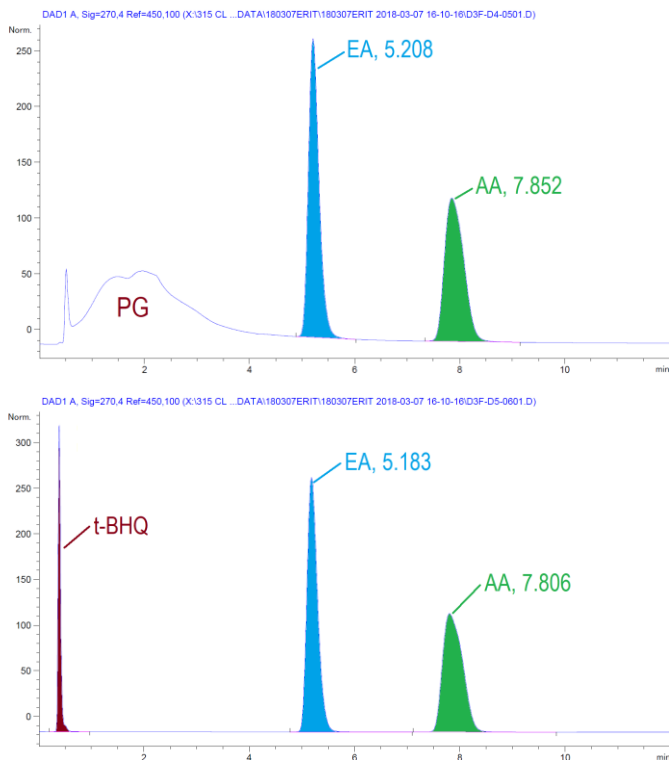 DAD1 A, Sig=270,4 Ref=450,100 (X:\315 CL ...DATA\180307ERIT\180307ERIT 2018-03-07 16-10-16\D3F-D4-0501.D)
Norm.
EA, 5.208
250
200
AA, 7.852
150
100
50
PG
0
2 4 6 8 10 min
DAD1 A, Sig=270,4 Ref=450,100 (X:\315 CL ...DATA\180307ERIT\180307ERIT 2018-03-07 16-10-16\D3F-D5-0601.D)
Norm.
300
EA, 5.183
250
t-BHQ
200
AA, 7.806
150
100
50
0
2 4 6 8 10 min